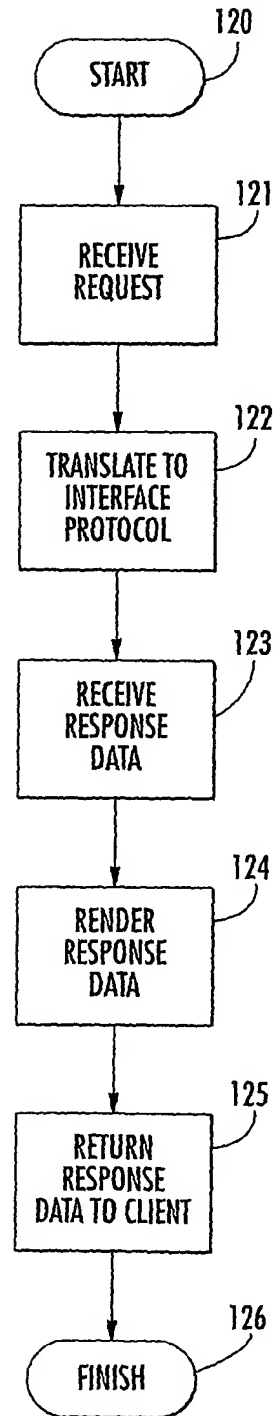 120
START
121
RECEIVE
REQUEST
122
TRANSLATE TO
INTERFACE
PROTOCOL
123
RECEIVE
RESPONSE
DATA
124
RENDER
RESPONSE
DATA
125
RETURN
RESPONSE
DATA TO CLIENT
126
FINISH